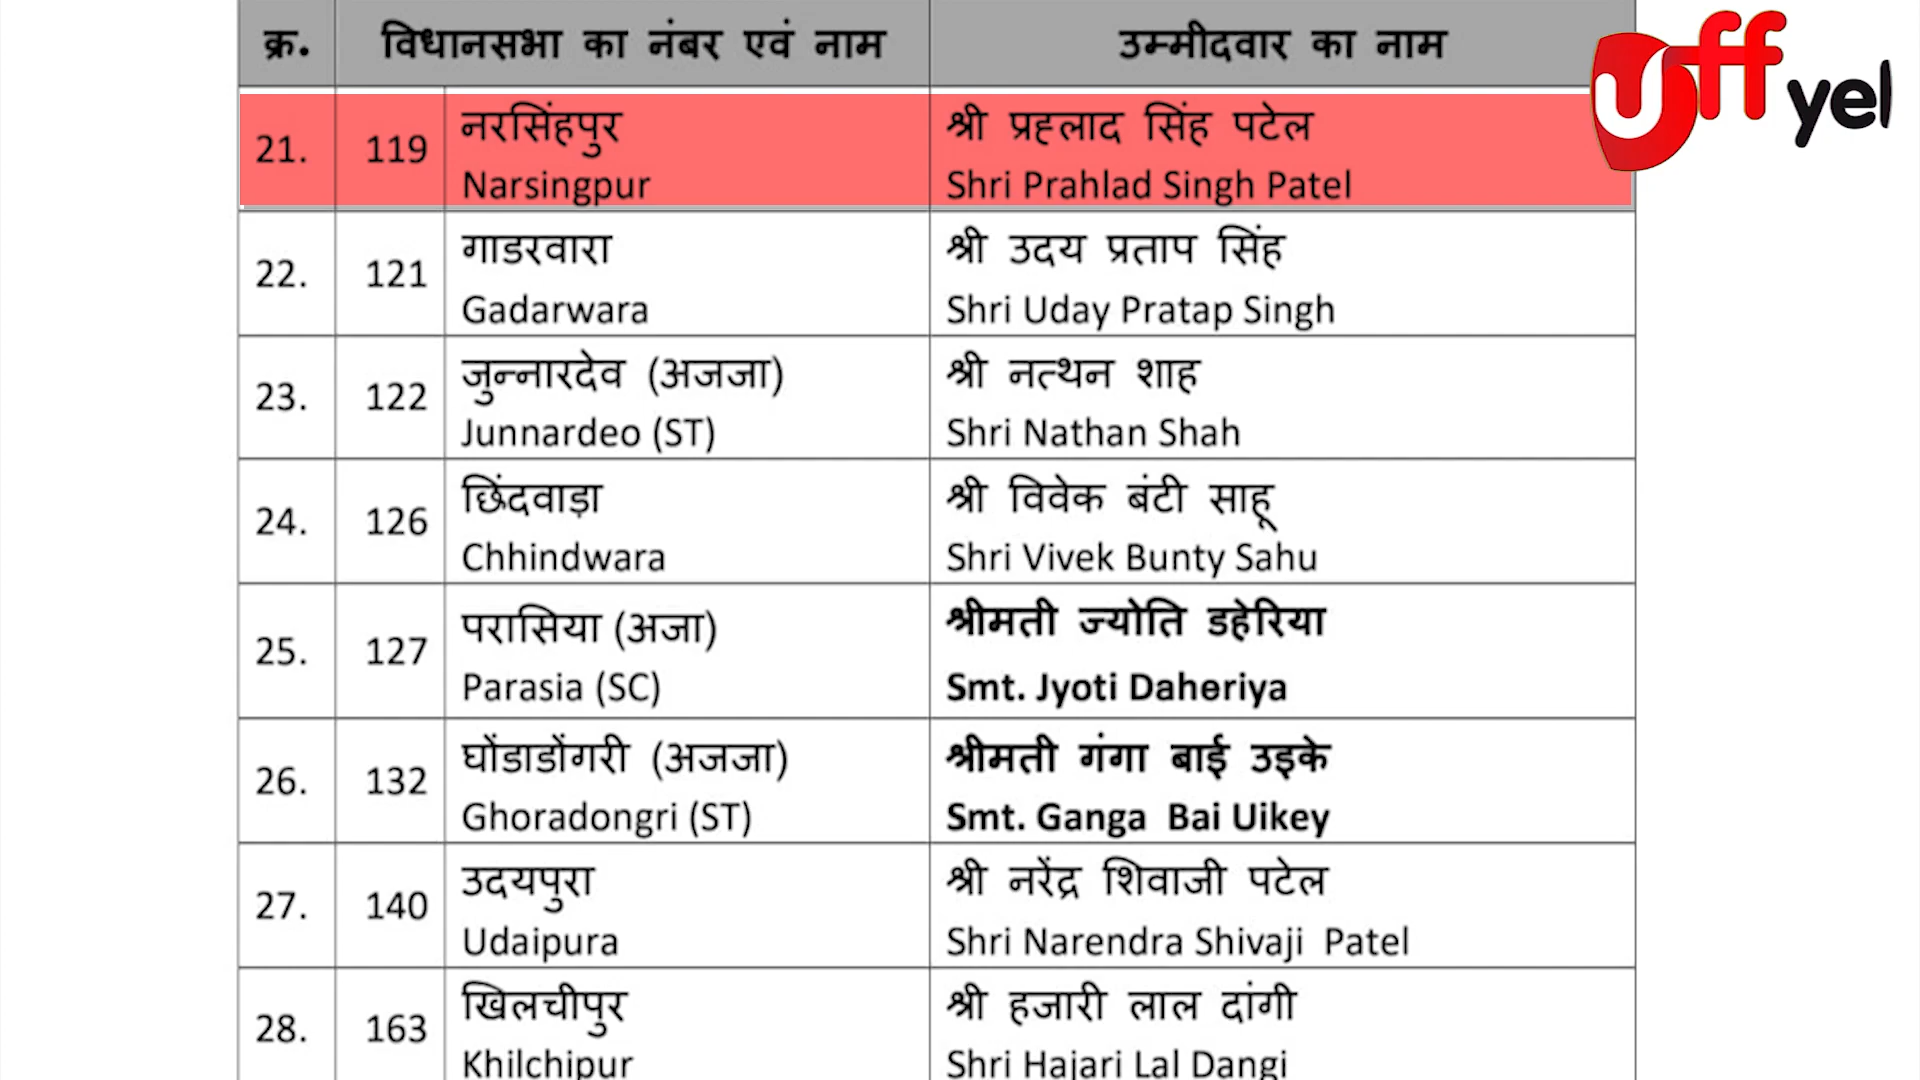 क्र. विधानसभा का नंबर एवं नाम उम्मीदवार का नाम
Uff yel
21. 119 नरसिंहपुर श्री प्रह्लाद सिंह पटेल
Narsingpur Shri Prahlad Singh Patel
22. 121 गाडरवारा श्री उदय प्रताप सिंह
Gadarwara Shri Uday Pratap Singh
23. 122 जुन्नारदेव (अजजा) श्री नत्थन शाह
Junnardeo (ST) Shri Nathan Shah
24. 126 छिंदवाड़ा श्री विवेक बंटी साहू
Chhindwara Shri Vivek Bunty Sahu
25. 127 परासिया (अजा) श्रीमती ज्योति डहेरिया
Parasia (SC) Smt. Jyoti Daheriya
26. 132 घोंडाडोंगरी (अजजा) श्रीमती गंगा बाई उइके
Ghoradongri (ST) Smt. Ganga Bai Uikey
27. 140 उदयपुरा श्री नरेंद्र शिवाजी पटेल
Udaipura Shri Narendra Shivaji Patel
28. 163 खिलचीपुर श्री हजारी लाल दांगी
Khilchipur Shri Hajari Lal Dangi